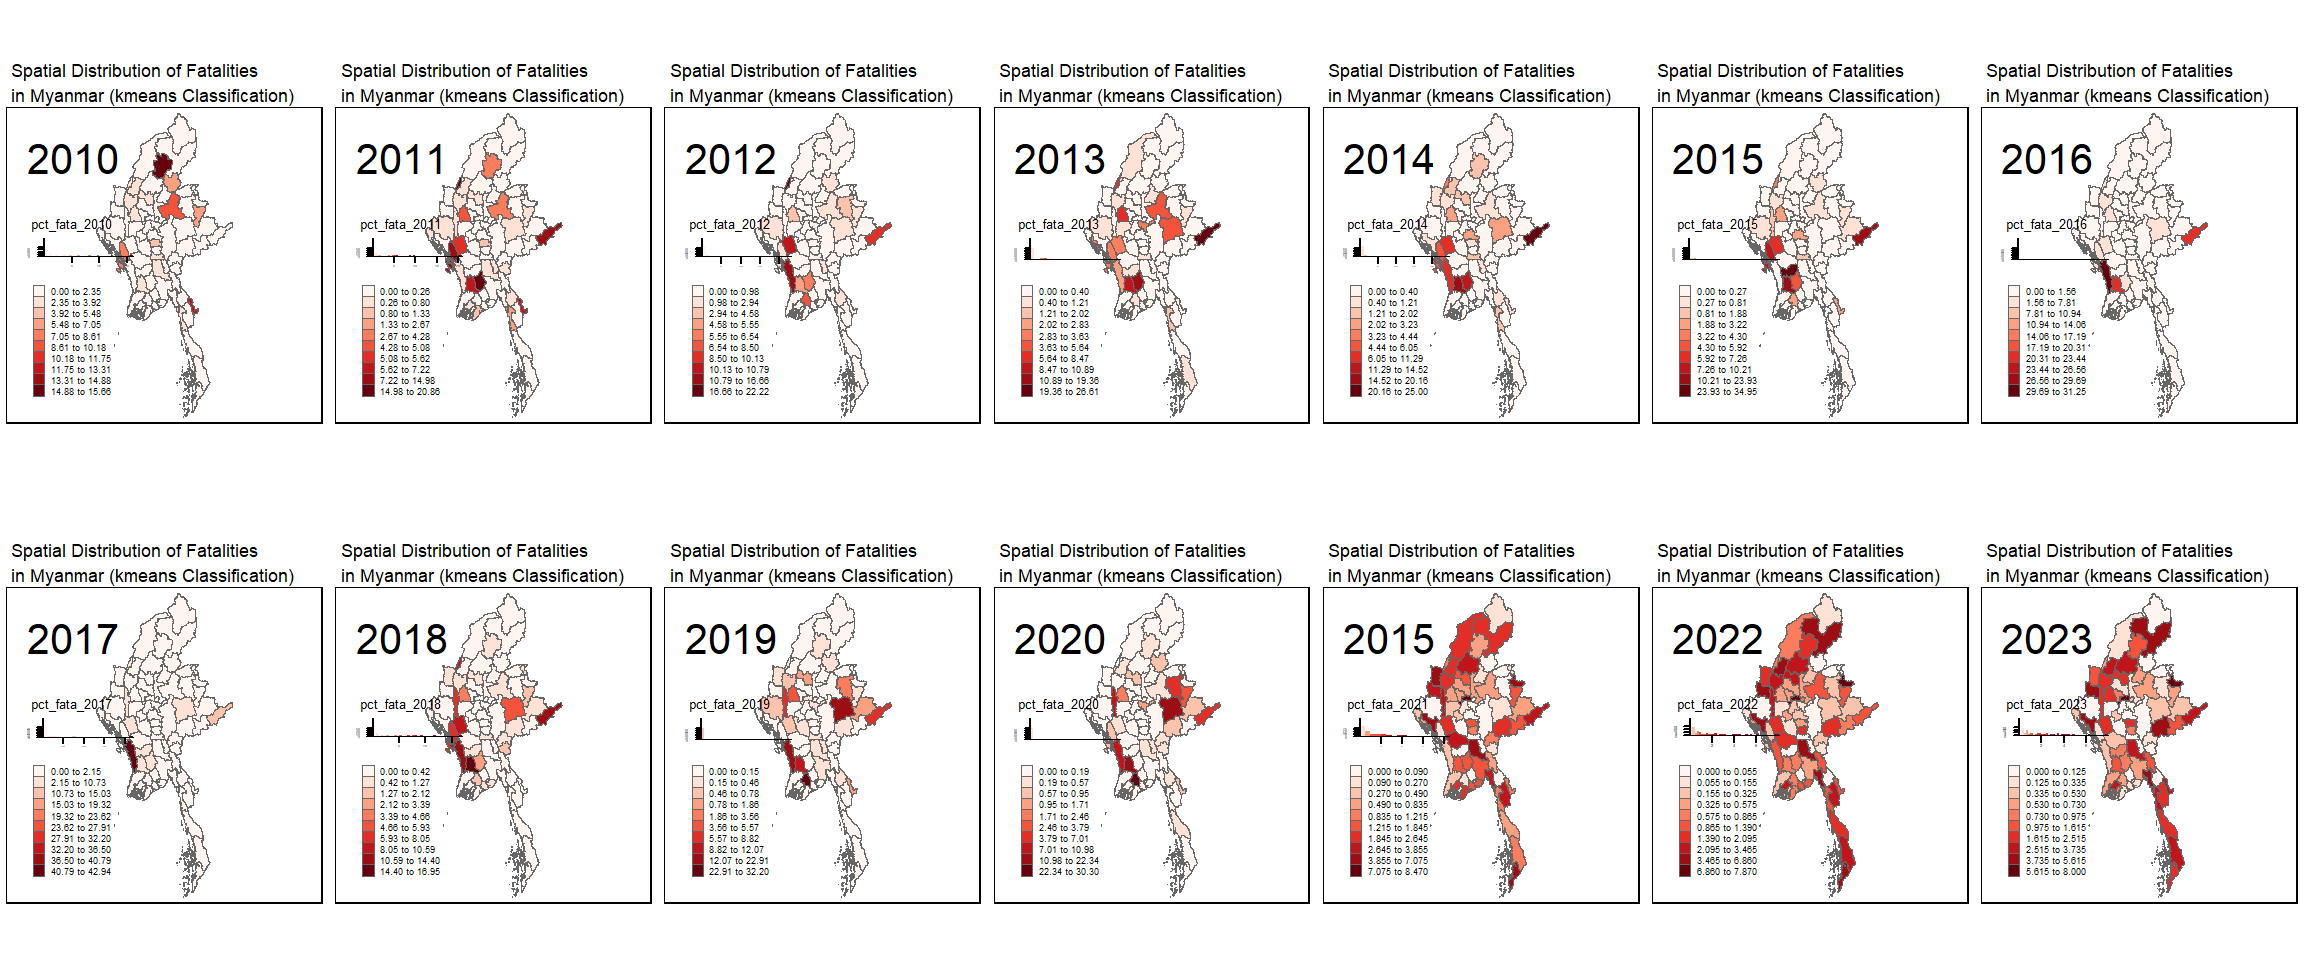 Spatial Distribution of Fatalities
in Myanmar (kmeans Classification)
2010
pct_fata_2010
0.00 to 2.35
2.35 to 3.92
3.92 to 5.48
5.48 to 7.05
7.05 to 8.61
8.61 to 10.18
10.18 to 11.75
11.75 to 13.31
13.31 to 14.88
14.88 to 15.66
Spatial Distribution of Fatalities
in Myanmar (kmeans Classification)
2011
pct_fata_2011
0.00 to 0.26
0.26 to 0.80
0.80 to 1.33
1.33 to 2.67
2.67 to 4.28
4.28 to 5.08
5.08 to 5.62
5.62 to 7.22
7.22 to 14.98
14.98 to 20.86
Spatial Distribution of Fatalities
in Myanmar (kmeans Classification)
2012
pct_fata_2012
0.00 to 0.98
0.98 to 2.94
2.94 to 4.58
4.58 to 5.55
5.55 to 6.54
6.54 to 8.50
8.50 to 10.13
10.13 to 10.79
10.79 to 16.66
16.66 to 22.22
Spatial Distribution of Fatalities
in Myanmar (kmeans Classification)
2013
pct_fata_2013
0.00 to 0.40
0.40 to 1.21
1.21 to 2.02
2.02 to 2.83
2.83 to 3.63
3.63 to 5.64
5.64 to 8.47
8.47 to 10.89
10.89 to 19.36
19.36 to 26.61
Spatial Distribution of Fatalities
in Myanmar (kmeans Classification)
2014
pct_fata_2014
0.00 to 0.40
0.40 to 1.21
1.21 to 2.02
2.02 to 3.23
3.23 to 4.44
4.44 to 6.05
6.05 to 11.29
11.29 to 14.52
14.52 to 20.16
20.16 to 25.00
Spatial Distribution of Fatalities
in Myanmar (kmeans Classification)
2015
pct_fata_2015
0.00 to 0.27
0.27 to 0.81
0.81 to 1.88
1.88 to 3.22
3.22 to 4.30
4.30 to 5.92
5.92 to 7.26
7.26 to 10.21
10.21 to 23.93
23.93 to 34.95
Spatial Distribution of Fatalities
in Myanmar (kmeans Classification)
2016
pct_fata_2016
0.00 to 1.56
1.56 to 7.81
7.81 to 10.94
10.94 to 14.06
14.06 to 17.19
17.19 to 20.31
20.31 to 23.44
23.44 to 26.56
26.56 to 29.69
29.69 to 31.25
Spatial Distribution of Fatalities
in Myanmar (kmeans Classification)
2017
pct_fata_2017
0.00 to 2.15
2.15 to 10.73
10.73 to 15.03
15.03 to 19.32
19.32 to 23.62
23.62 to 27.91
27.91 to 32.20
32.20 to 36.50
36.50 to 40.79
40.79 to 42.94
Spatial Distribution of Fatalities
in Myanmar (kmeans Classification)
2018
pct_fata_2018
0.00 to 0.42
0.42 to 1.27
1.27 to 2.12
2.12 to 3.39
3.39 to 4.66
4.66 to 5.93
5.93 to 8.05
8.05 to 10.59
10.59 to 14.40
14.40 to 16.95
Spatial Distribution of Fatalities
in Myanmar (kmeans Classification)
2019
pct_fata_2019
0.00 to 0.15
0.15 to 0.46
0.46 to 0.78
0.78 to 1.86
1.86 to 3.56
3.56 to 5.57
5.57 to 8.82
8.82 to 12.07
12.07 to 22.91
22.91 to 32.20
Spatial Distribution of Fatalities
in Myanmar (kmeans Classification)
2020
pct_fata_2020
0.00 to 0.19
0.19 to 0.57
0.57 to 0.95
0.95 to 1.71
1.71 to 2.46
2.46 to 3.79
3.79 to 7.01
7.01 to 10.98
10.98 to 22.34
22.34 to 30.30
Spatial Distribution of Fatalities
in Myanmar (kmeans Classification)
2015
pct_fata_2021
0.000 to 0.090
0.090 to 0.270
0.270 to 0.490
0.490 to 0.835
0.835 to 1.215
1.215 to 1.845
1.845 to 2.645
2.645 to 3.855
3.855 to 7.075
7.075 to 8.470
Spatial Distribution of Fatalities
in Myanmar (kmeans Classification)
2022
pct_fata_2022
0.000 to 0.055
0.055 to 0.155
0.155 to 0.325
0.325 to 0.575
0.575 to 0.865
0.865 to 1.390
1.390 to 2.095
2.095 to 3.465
3.465 to 6.860
6.860 to 7.870
Spatial Distribution of Fatalities
in Myanmar (kmeans Classification)
2023
pct_fata_2023
0.000 to 0.125
0.125 to 0.335
0.335 to 0.530
0.530 to 0.730
0.730 to 0.975
0.975 to 1.615
1.615 to 2.515
2.515 to 3.735
3.735 to 5.615
5.615 to 8.000